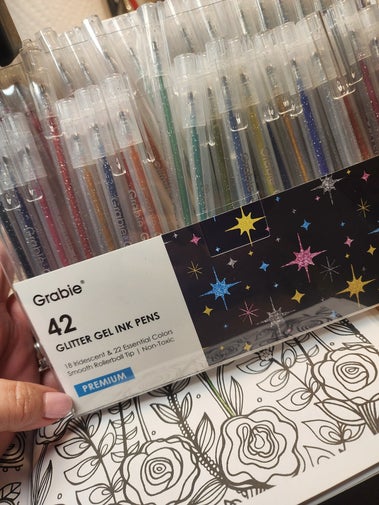 Grabie®
42
GLITTER GEL INK PENS
18 Iridescent & 22 Essential Colors
Smooth Rollerball Tip | Non-Toxic
PREMIUM